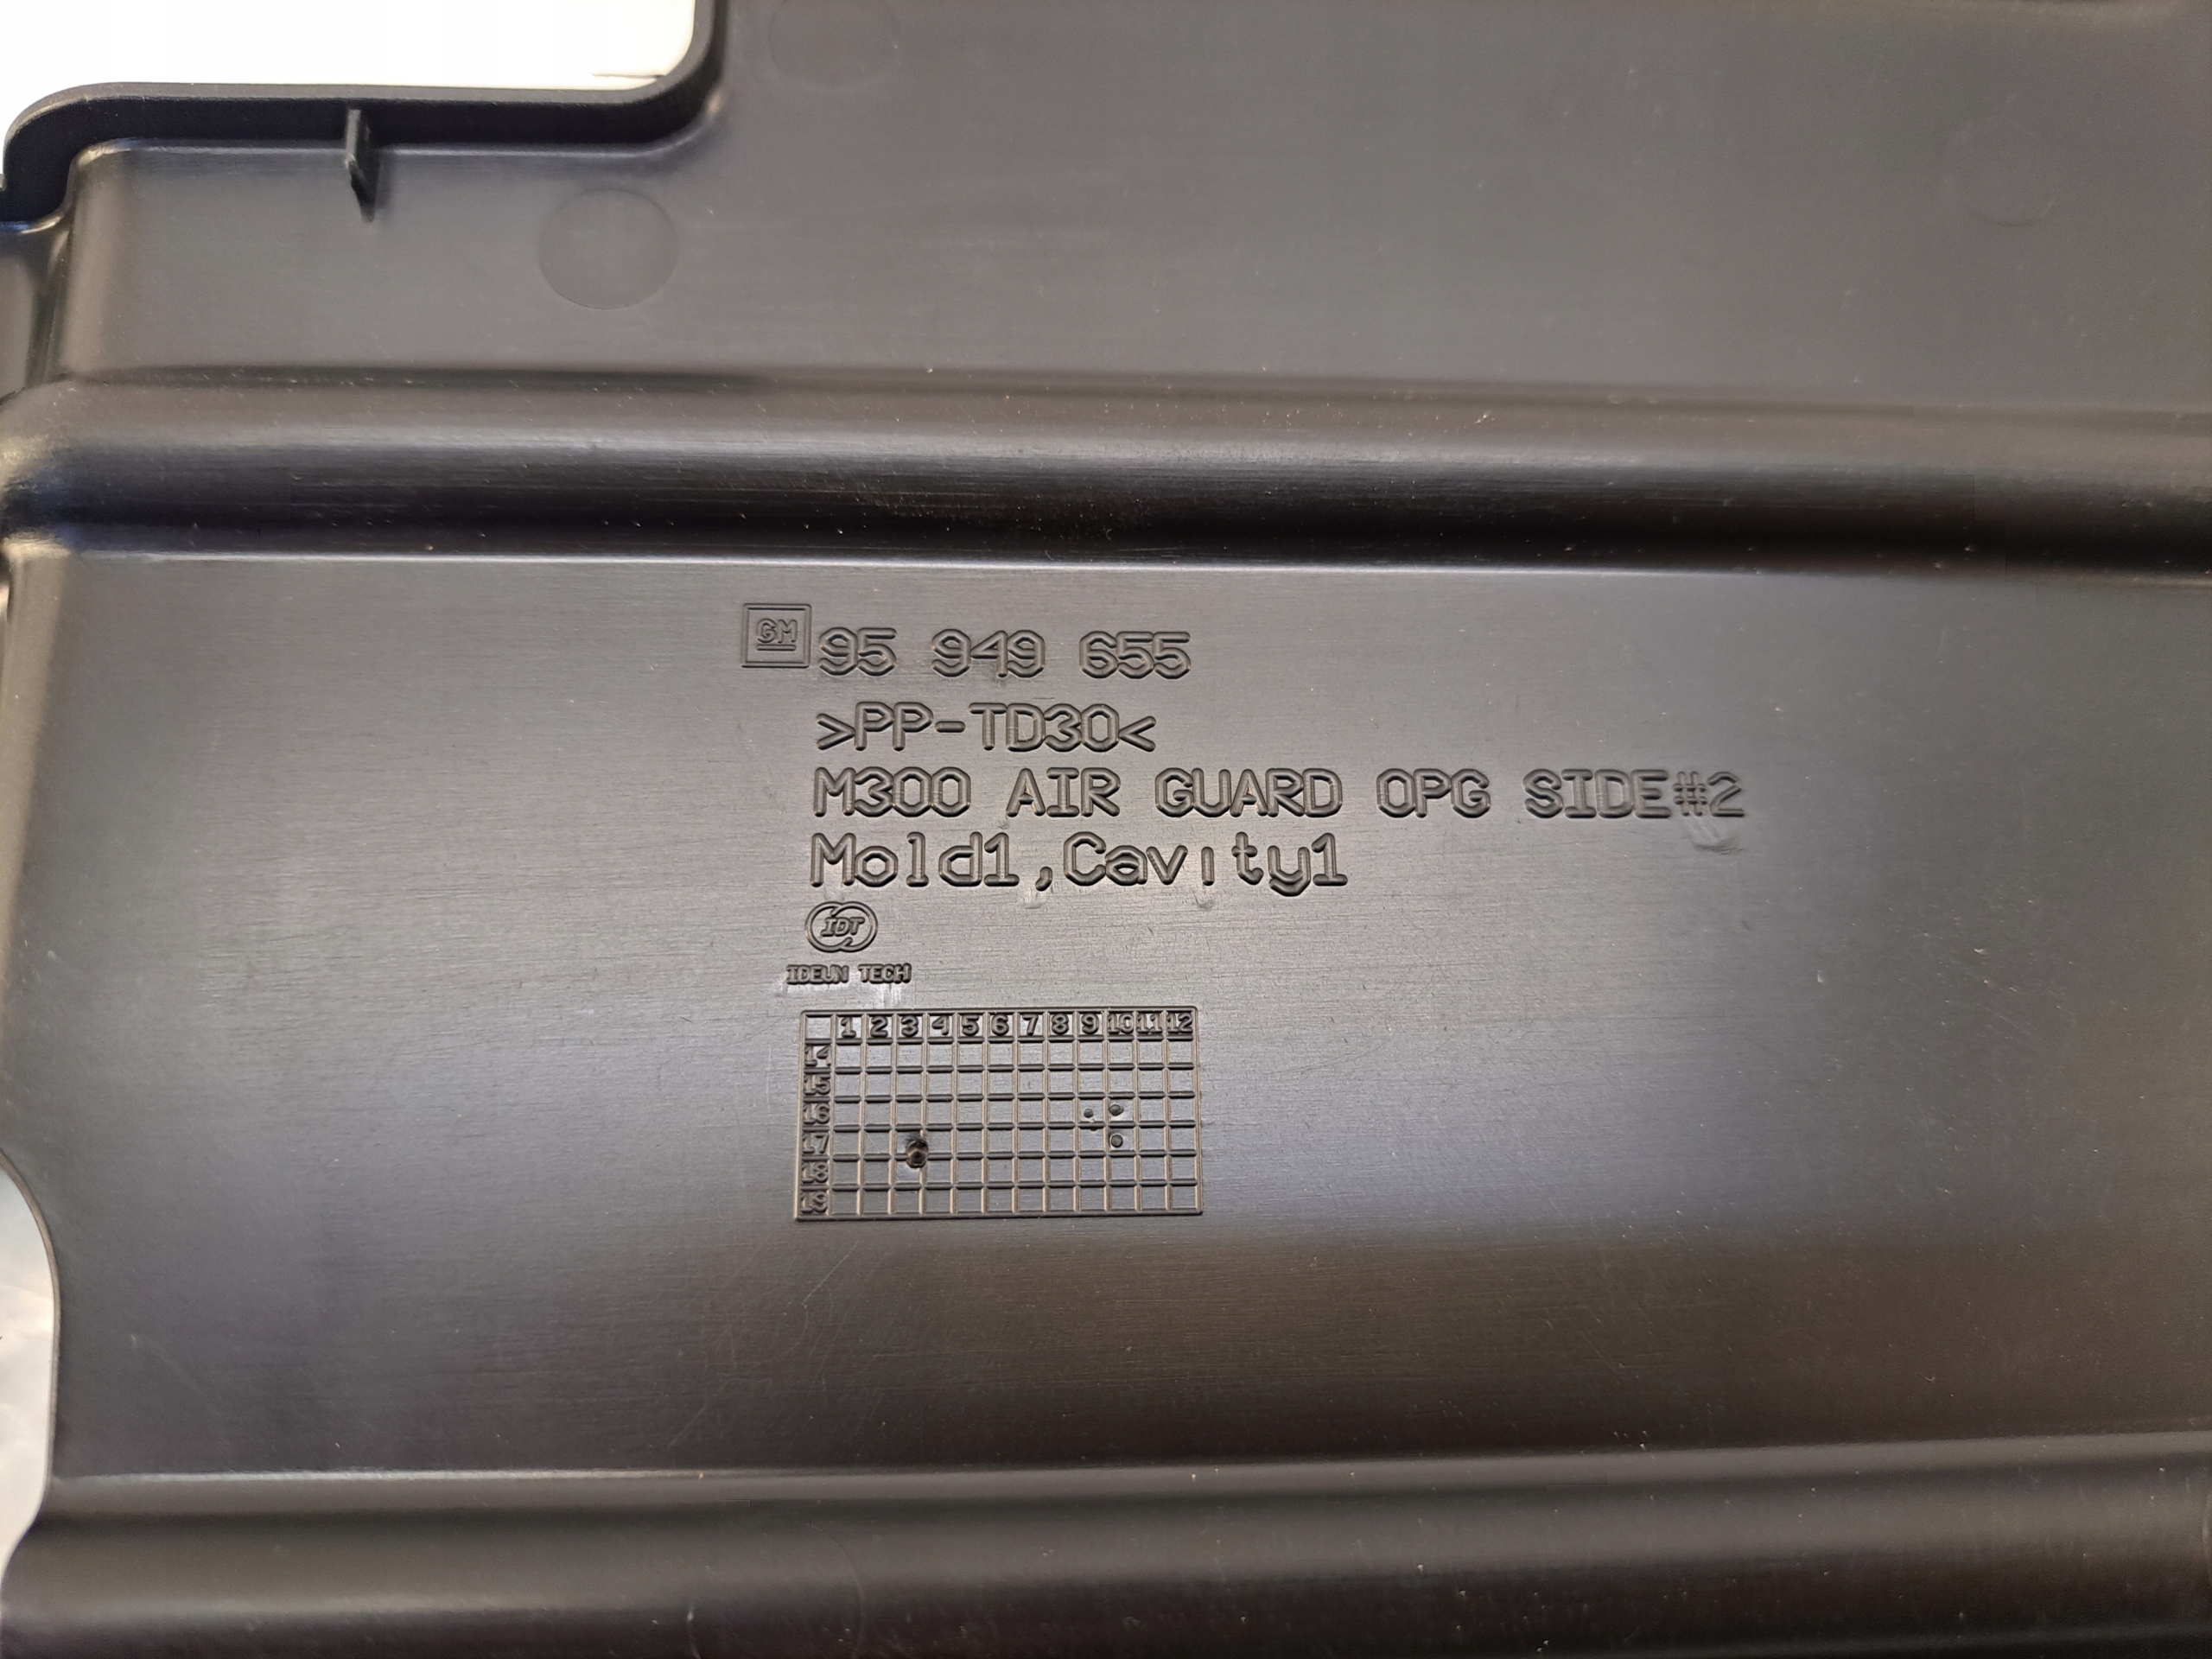 GM 95 949 655
>PP-TD30<
M300 AIR GUARD OPG SIDE#2
Mold1,Cavity1
IDT
IDEUN TECH
1 2 3 4 5 6 7 8 9 10 11 12
14
15
16
17
18
19